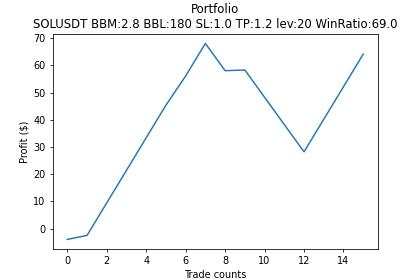 Portfolio
SOLUSDT BBM:2.8 BBL:180 SL:1.0 TP:1.2 lev:20 WinRatio:69.0
70
60
50
40
30
20
10
0
Profit ($)
0 2 4 6 8 10 12 14
Trade counts